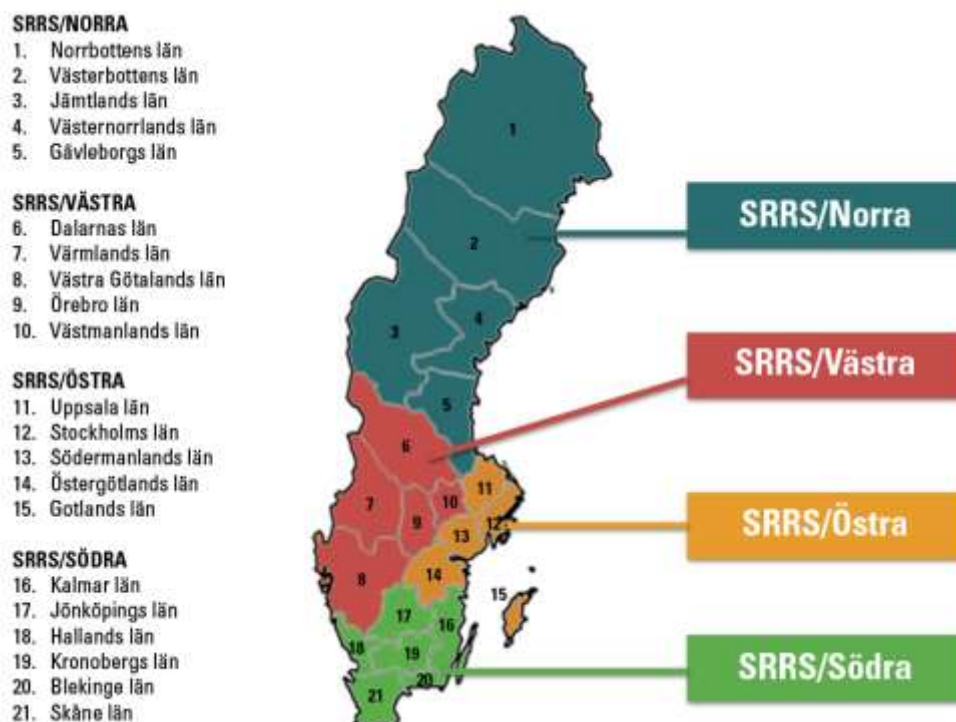 SRRS/NORRA
1. Norrbottens län
2. Västerbottens län
3. Jämtlands län
4. Västernorrlands län
5. Gävleborgs län
SRRS/VÄSTRA
6. Dalarnas län
7. Värmlands län
8. Västra Götalands län
9. Örebro län
10. Västmanlands län
SRRS/ÖSTRA
11. Uppsala län
12. Stockholms län
13. Södermanlands län
14. Östergötlands län
15. Gotlands län
SRRS/SÖDRA
16. Kalmar län
17. Jönköpings län
18. Hallands län
19. Kronobergs län
20. Blekinge län
21. Skåne län
1
2
3
4
5
6
7
8
9
10
11
12
13
14
15
16
17
18
19
20
21
SRRS/Norra
SRRS/Västra
SRRS/Östra
SRRS/Södra